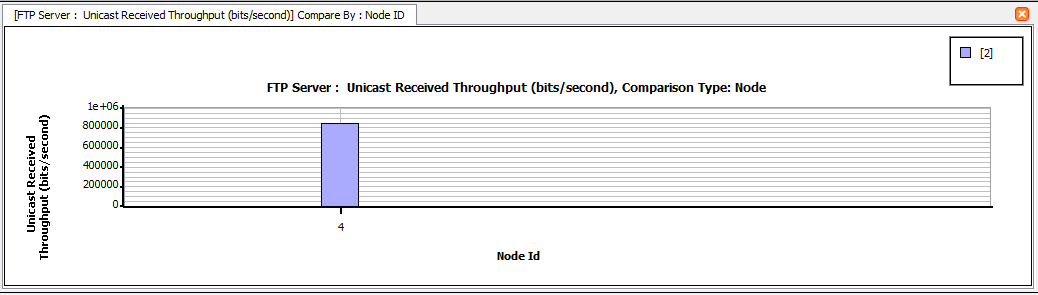 [FTP Server :  Unicast Received Throughput (bits/second)] Compare By : Node ID
[2]
FTP Server :  Unicast Received Throughput (bits/second), Comparison Type: Node
Unicast Received
Throughput (bits/second)
1e+06
800000
600000
400000
200000
0
4
Node Id